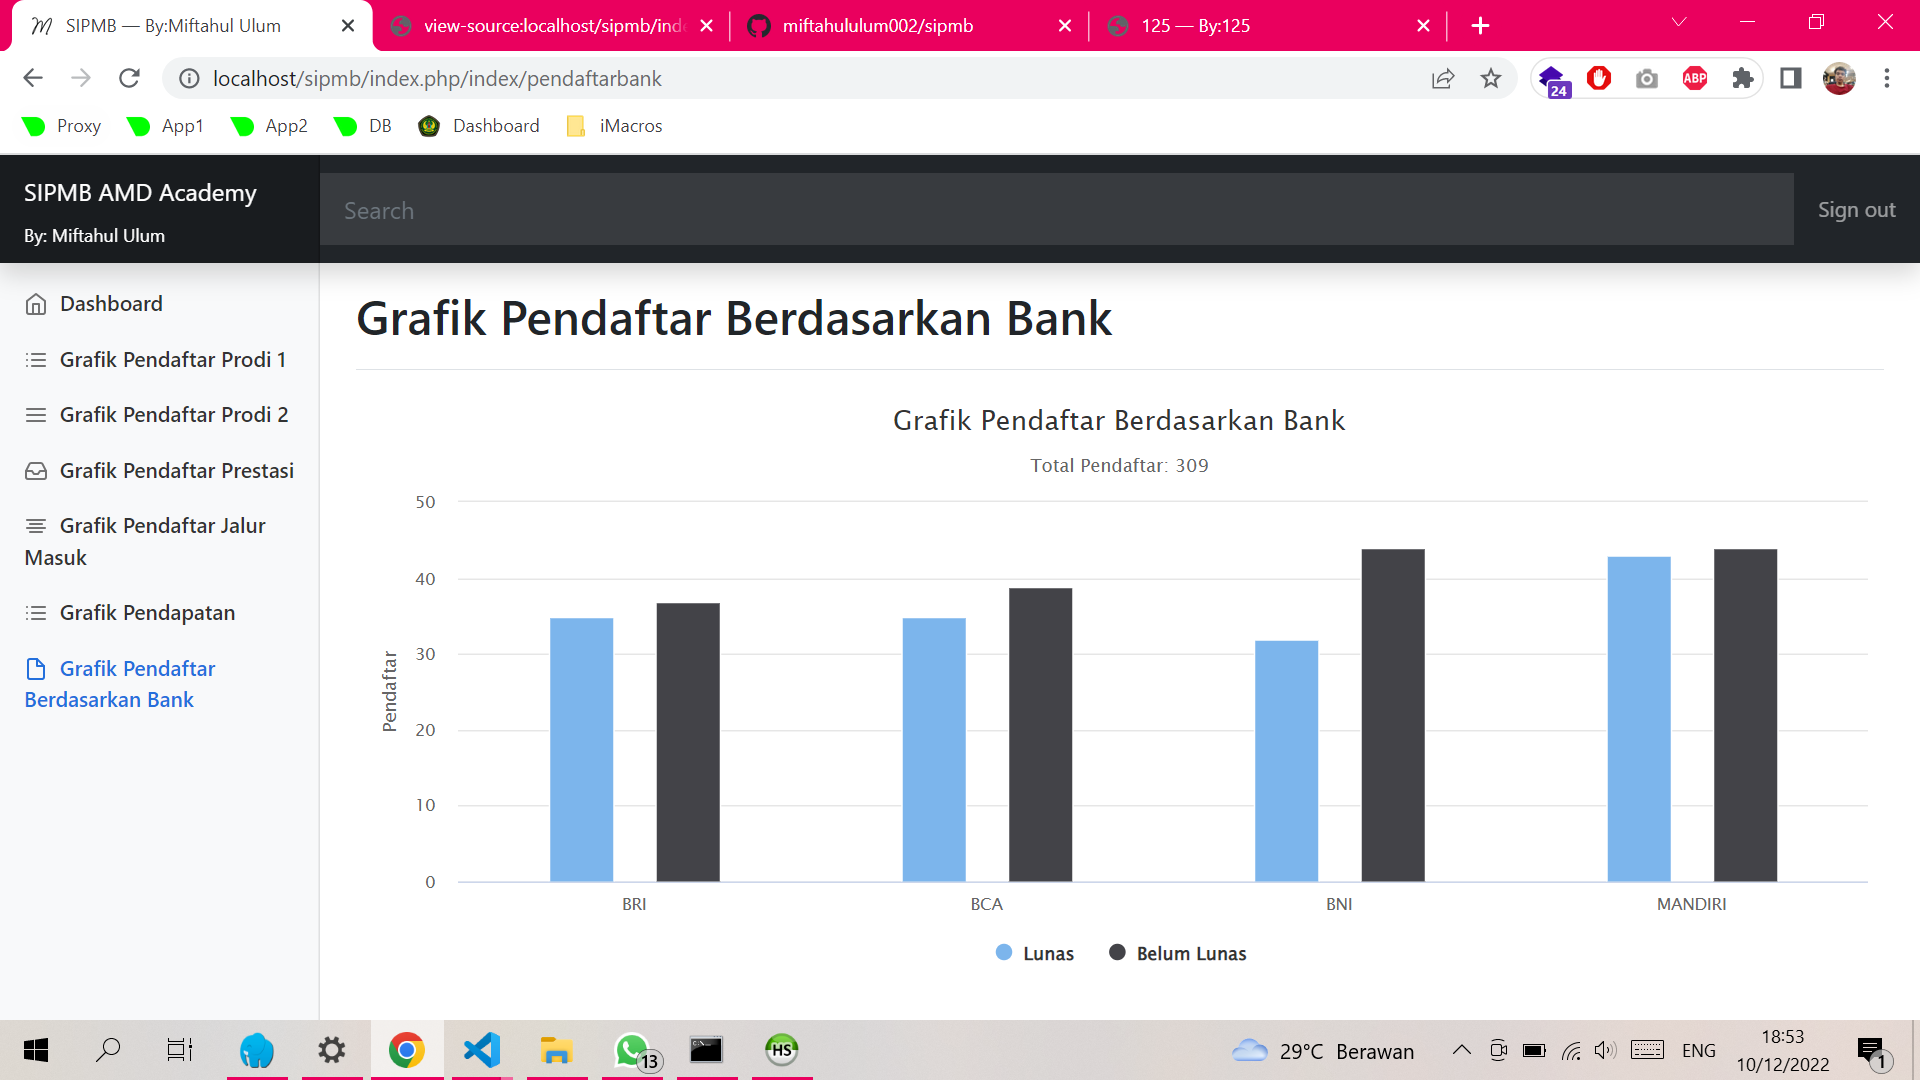 SIPMB — By:Miftahul Ulum
view-source:localhost/sipmb/ind
miftahululum002/sipmb
125 — By:125
localhost/sipmb/index.php/index/pendaftarbank
24
ABP
Proxy
App1
App2
DB
Dashboard
iMacros
SIPMB AMD Academy
By: Miftahul Ulum
Search
Sign out
Dashboard
Grafik Pendaftar Prodi 1
Grafik Pendaftar Prodi 2
Grafik Pendaftar Prestasi
Grafik Pendaftar Jalur
Masuk
Grafik Pendapatan
Grafik Pendaftar
Berdasarkan Bank
Grafik Pendaftar Berdasarkan Bank
Grafik Pendaftar Berdasarkan Bank
Total Pendaftar: 309
Pendaftar
50
40
30
20
10
0
BRI
BCA
BNI
MANDIRI
Lunas
Belum Lunas
13
HS
29°C Berawan
ENG
18:53
10/12/2022
1